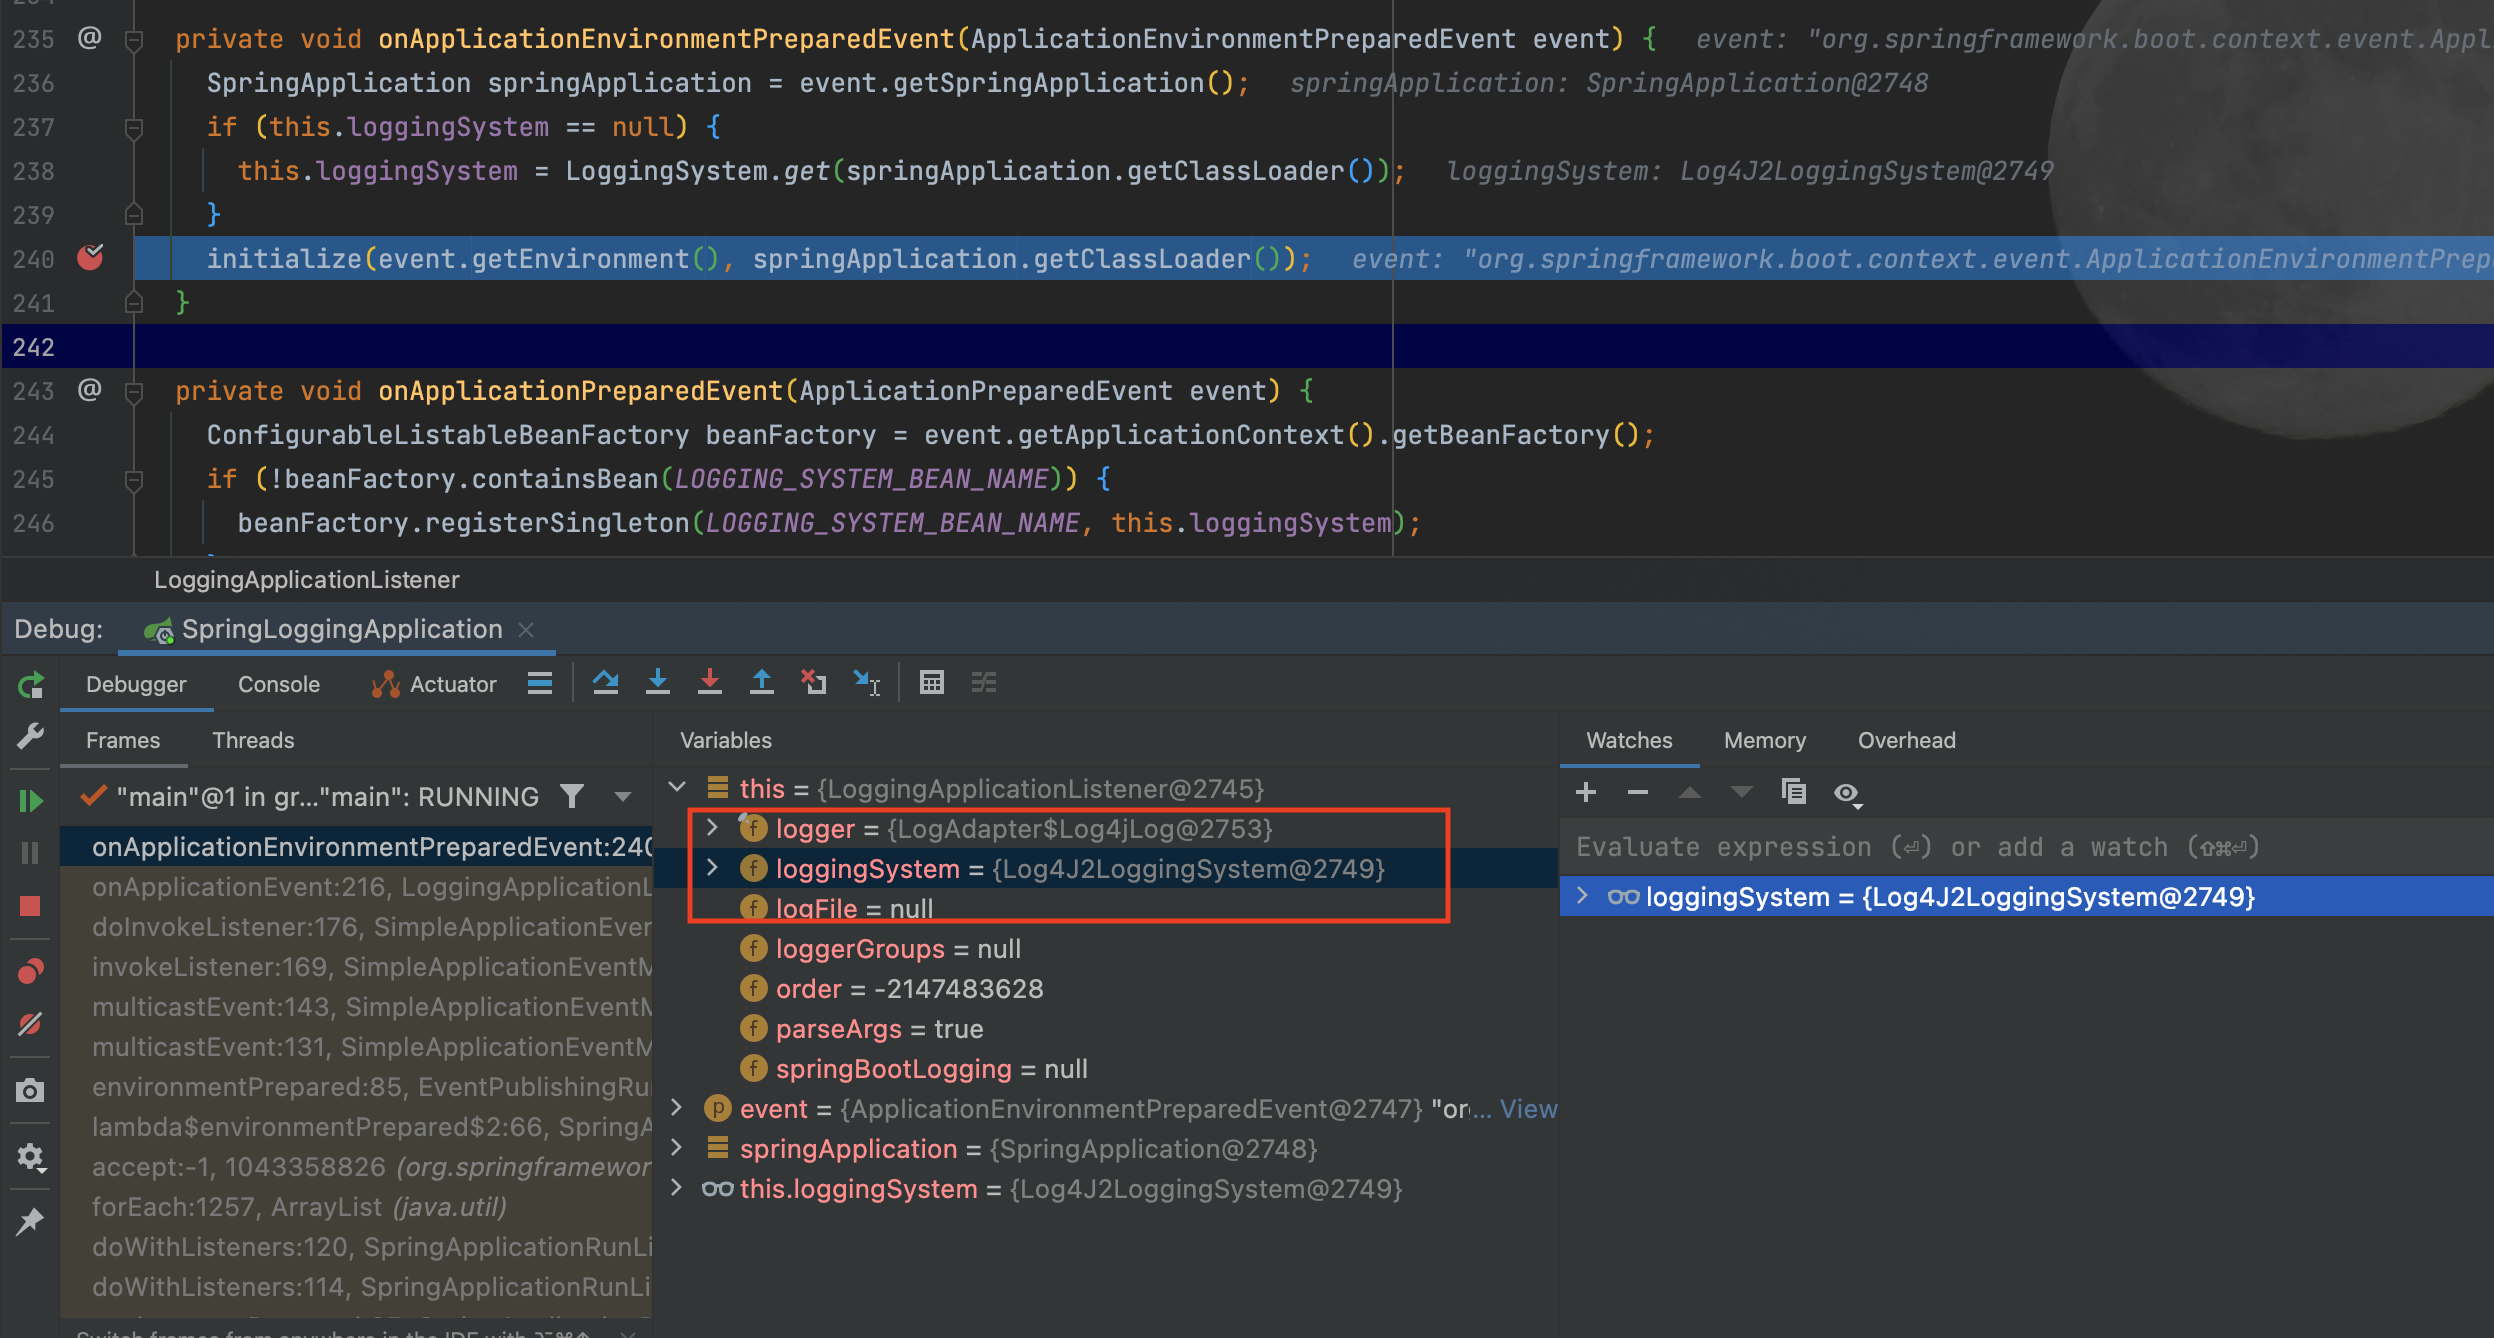 235 @ private void onApplicationEnvironmentPreparedEvent(ApplicationEnvironmentPreparedEvent event) { event: "org.springframework.boot.context.event.Appl
236 SpringApplication springApplication = event.getSpringApplication(); springApplication: SpringApplication@2748
237 if (this.loggingSystem == null) {
238 this.loggingSystem = LoggingSystem.get(springApplication.getClassLoader()); loggingSystem: Log4J2LoggingSystem@2749
239 }
240 initialize(event.getEnvironment(), springApplication.getClassLoader()); event: "org.springframework.boot.context.event.ApplicationEnvironmentPrep
241 }
242
243 @ private void onApplicationPreparedEvent(ApplicationPreparedEvent event) {
244 ConfigurableListableBeanFactory beanFactory = event.getApplicationContext().getBeanFactory();
245 if (!beanFactory.containsBean(LOGGING_SYSTEM_BEAN_NAME)) {
246 beanFactory.registerSingleton(LOGGING_SYSTEM_BEAN_NAME, this.loggingSystem);
LoggingApplicationListener
Debug: SpringLoggingApplication
Debugger Console Actuator
Frames Threads
"main"@1 in gr..."main": RUNNING
onApplicationEnvironmentPreparedEvent:240
onApplicationEvent:216, LoggingApplicationL
doInvokeListener:176, SimpleApplicationEver
invokeListener:169, SimpleApplicationEventM
multicastEvent:143, SimpleApplicationEventM
multicastEvent:131, SimpleApplicationEventM
environmentPrepared:85, EventPublishingRu
lambda$environmentPrepared$2:66, SpringA
accept:-1, 1043358826 (org.springframewor
forEach:1257, ArrayList (java.util)
doWithListeners:120, SpringApplicationRunLi
doWithListeners:114, SpringApplicationRunLi
Variables
this = {LoggingApplicationListener@2745}
logger = {LogAdapter$Log4jLog@2753}
loggingSystem = {Log4J2LoggingSystem@2749}
logFile = null
loggerGroups = null
order = -2147483628
parseArgs = true
springBootLogging = null
event = {ApplicationEnvironmentPreparedEvent@2747} "or... View
springApplication = {SpringApplication@2748}
this.loggingSystem = {Log4J2LoggingSystem@2749}
Watches Memory Overhead
Evaluate expression (⏎) or add a watch (⇧⌘⏎)
loggingSystem = {Log4J2LoggingSystem@2749}